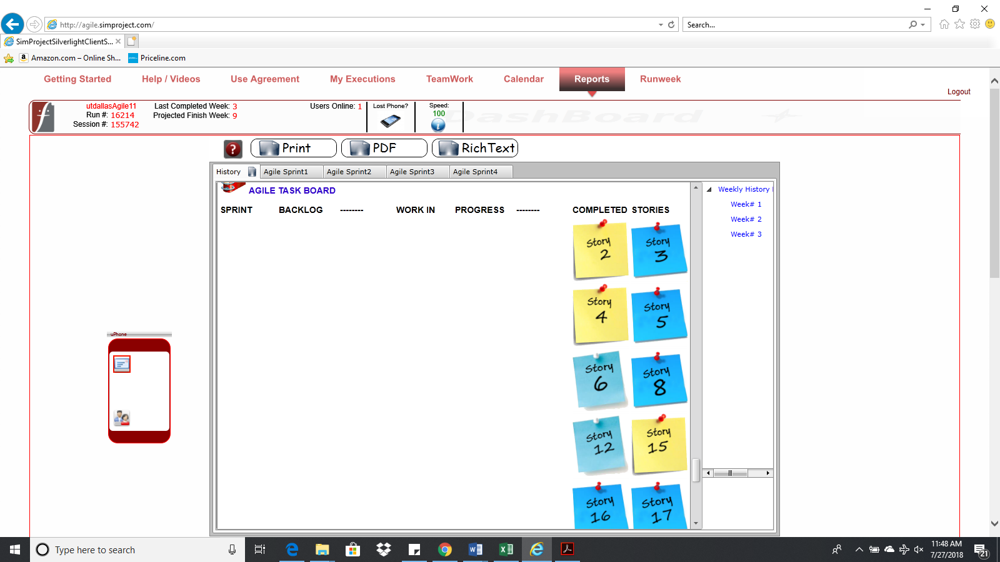 http://agile.simproject.com/
Search...
SimProjectSilverlightClientS...
Amazon.com – Online Sh...
Priceline.com
Getting Started
Help / Videos
Use Agreement
My Executions
TeamWork
Calendar
Reports
Runweek
Logout
utdallasAgile11
Run #: 16214
Session #: 155742
Last Completed Week: 3
Projected Finish Week: 9
Users Online: 1
Lost Phone?
Speed:
100
DashBoard
Print
PDF
RichText
History
Agile Sprint1
Agile Sprint2
Agile Sprint3
Agile Sprint4
AGILE TASK BOARD
SPRINT BACKLOG -------- WORK IN PROGRESS -------- COMPLETED STORIES
Story
2
Story
3
Story
4
Story
5
Story
6
Story
8
Story
12
Story
15
Story
16
Story
17
Weekly History
Week# 1
Week# 2
Week# 3
uPhone
Type here to search
11:48 AM
7/27/2018
21